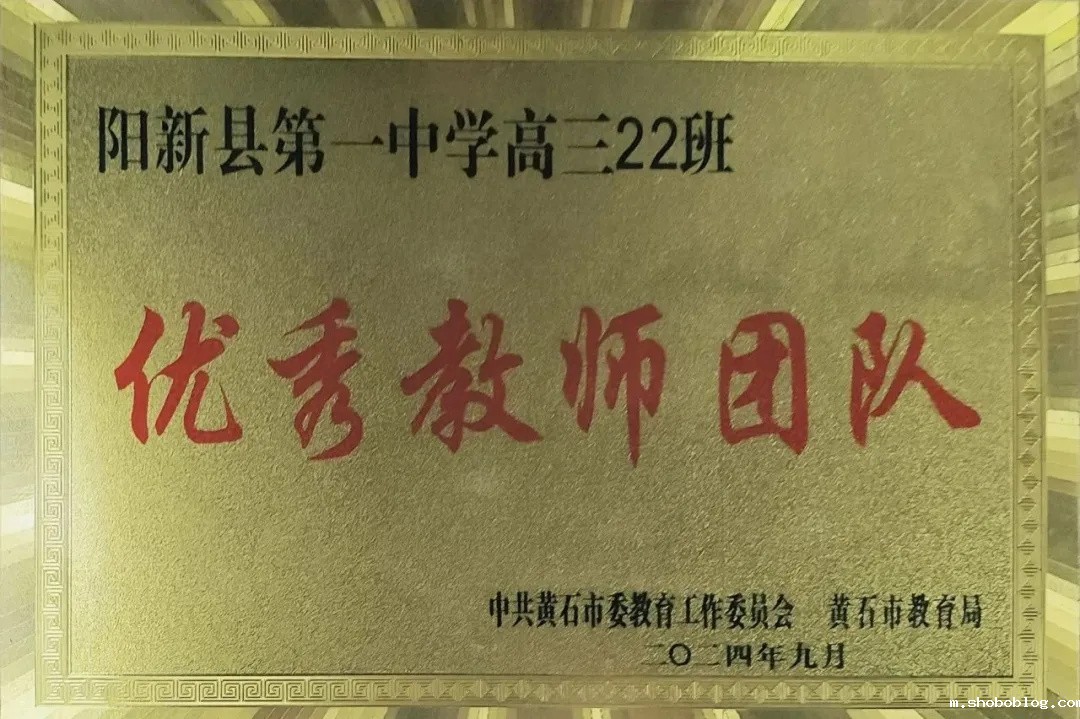 阳新县第一中学高三22班
优秀教师团队
中共黄石市委教育工作委员会 黄石市教育局
二〇二四年九月
m.shoboblog.com